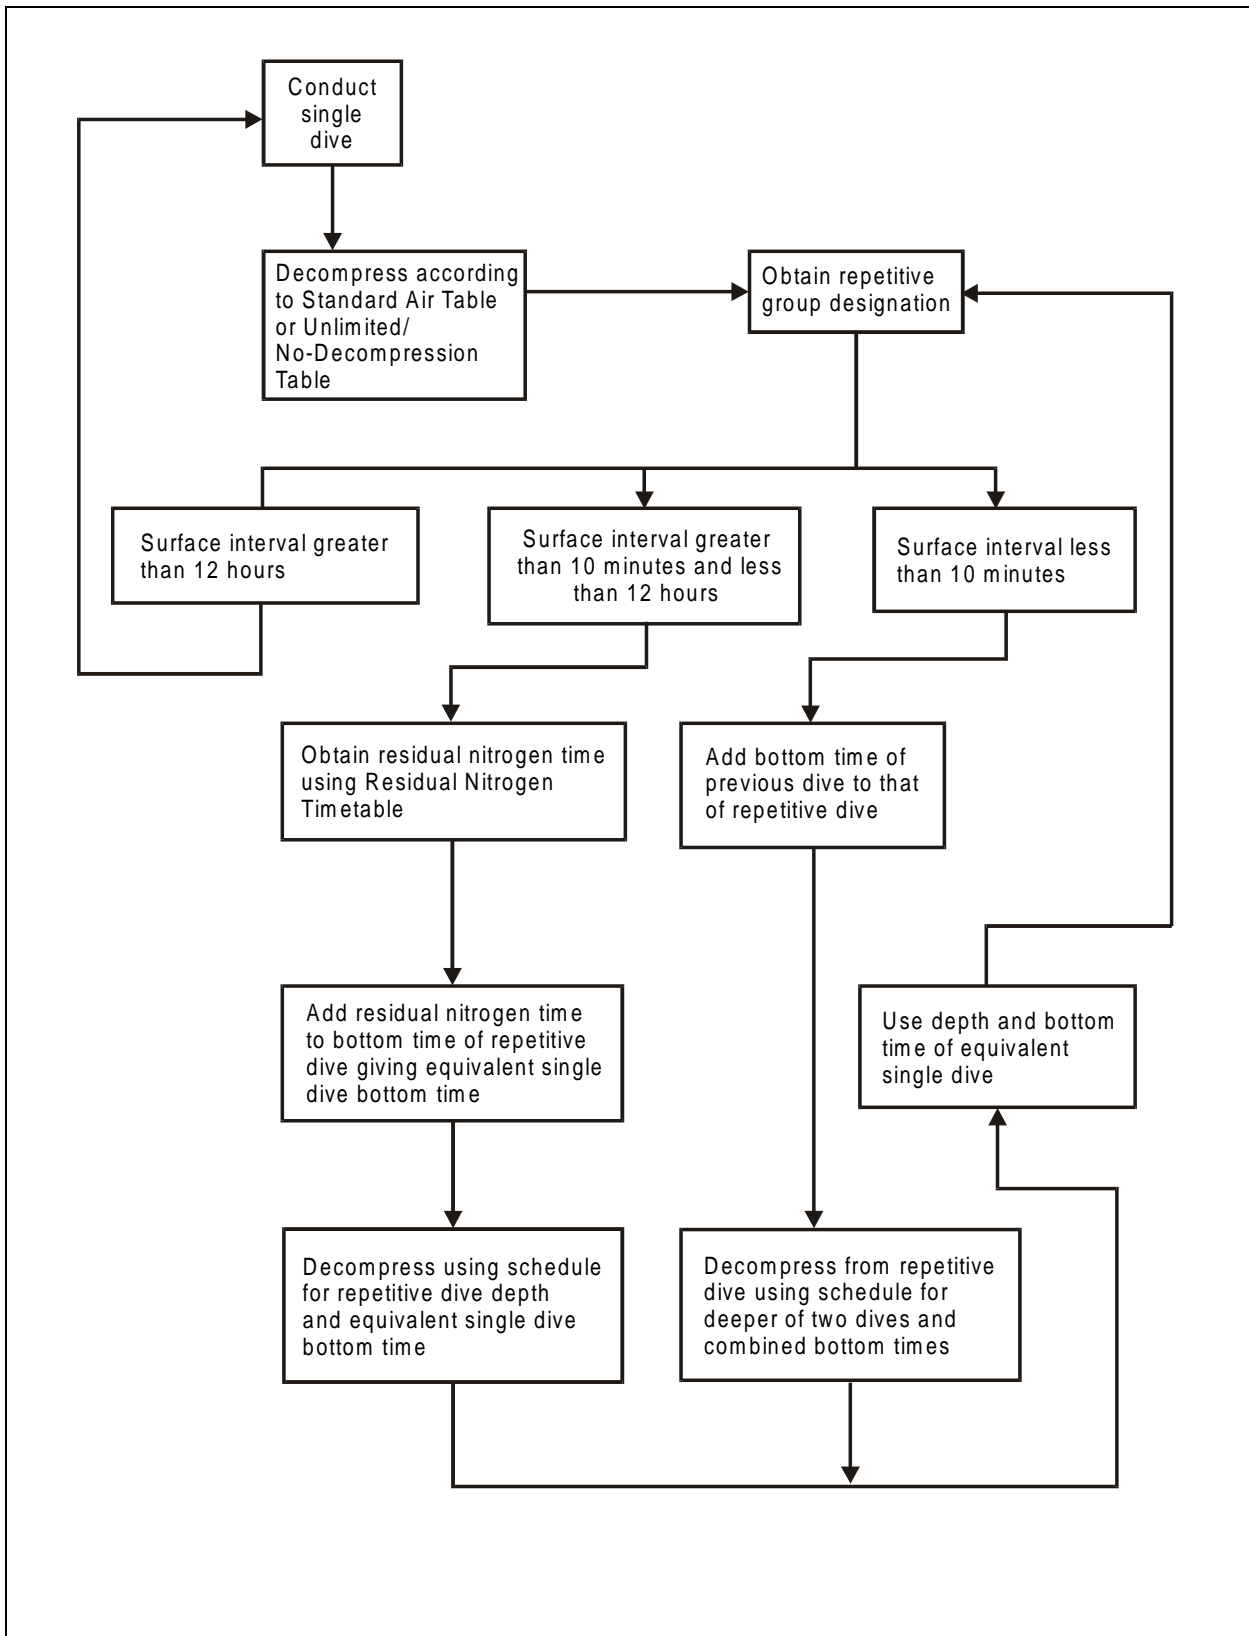 Conduct
single
dive
Decompress according
to Standard Air Table
or Unlimited/
No-Decompression
Table
Obtain repetitive
group designation
Surface interval greater
than 12 hours
Surface interval greater
than 10 minutes and less
than 12 hours
Surface interval less
than 10 minutes
Obtain residual nitrogen time
using Residual Nitrogen
Timetable
Add bottom time of
previous dive to that
of repetitive dive
Add residual nitrogen time
to bottom time of repetitive
dive giving equivalent single
dive bottom time
Use depth and bottom
time of equivalent
single dive
Decompress using schedule
for repetitive dive depth
and equivalent single dive
bottom time
Decompress from repetitive
dive using schedule for
deeper of two dives and
combined bottom times